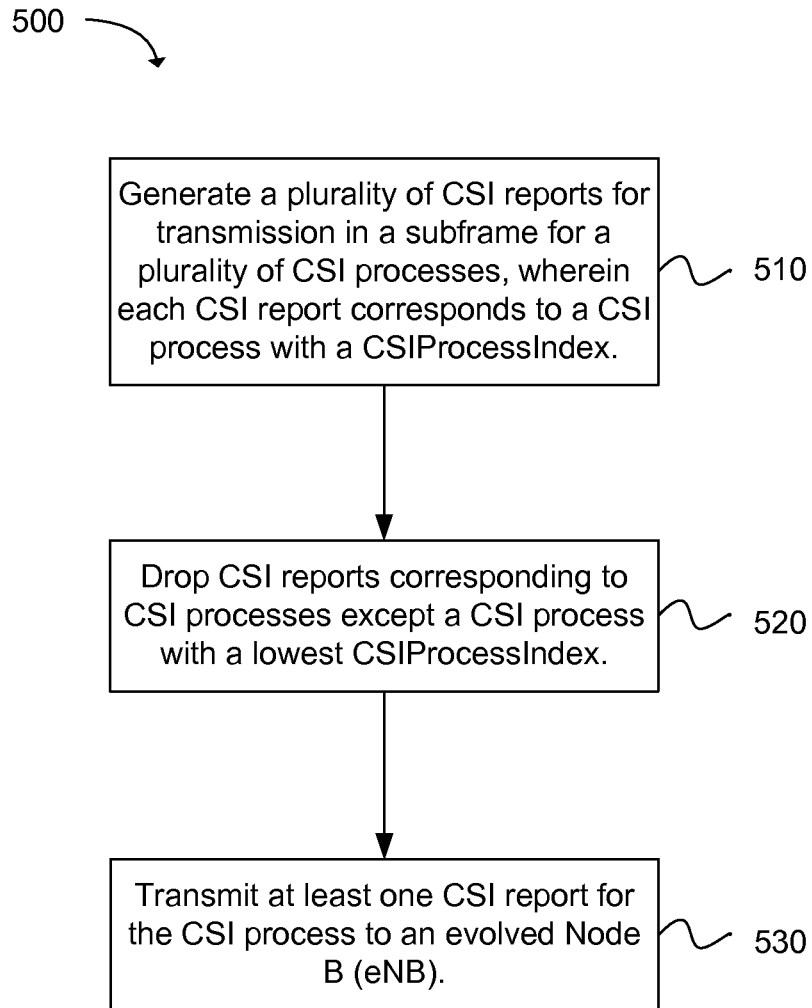 500
Generate a plurality of CSI reports for
transmission in a subframe for a
plurality of CSI processes, wherein
each CSI report corresponds to a CSI
process with a CSIProcessIndex.
510
Drop CSI reports corresponding to
CSI processes except a CSI process
with a lowest CSIProcessIndex.
520
Transmit at least one CSI report for
the CSI process to an evolved Node
B (eNB).
530